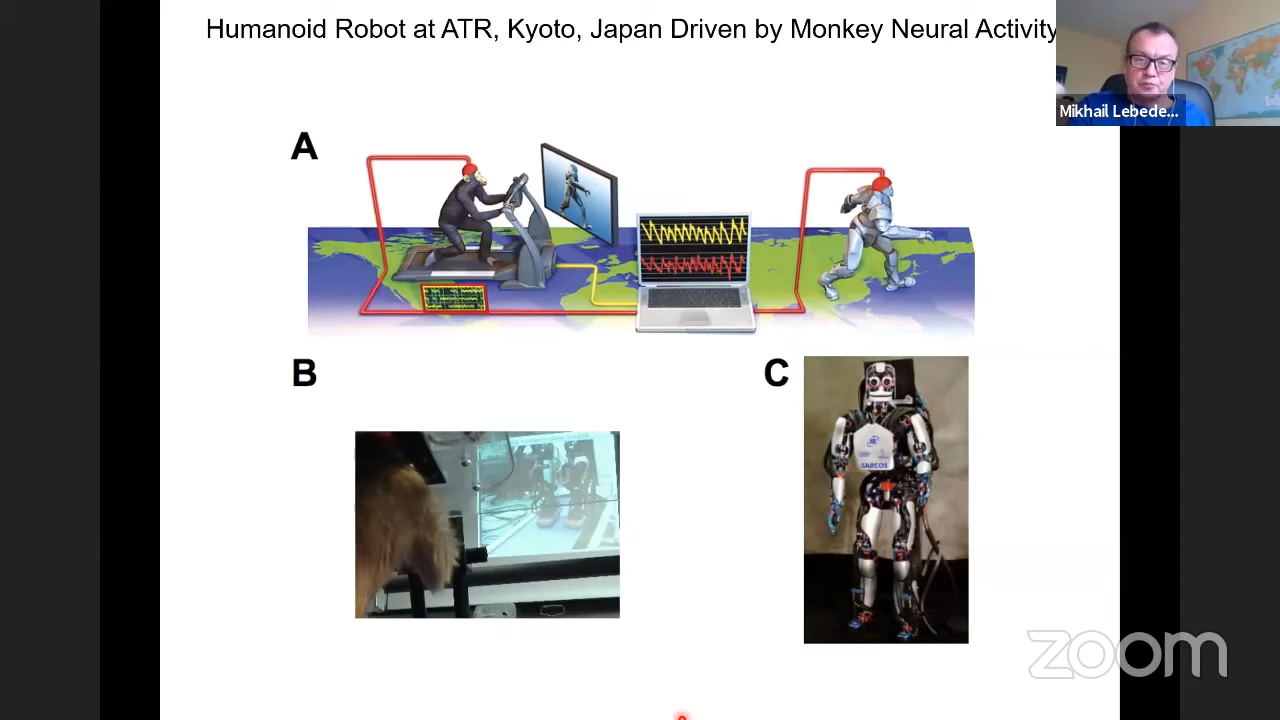 Humanoid Robot at ATR, Kyoto, Japan Driven by Monkey Neural Activity
Mikhail Lebede...
A
B
C
SARCOS
zoom